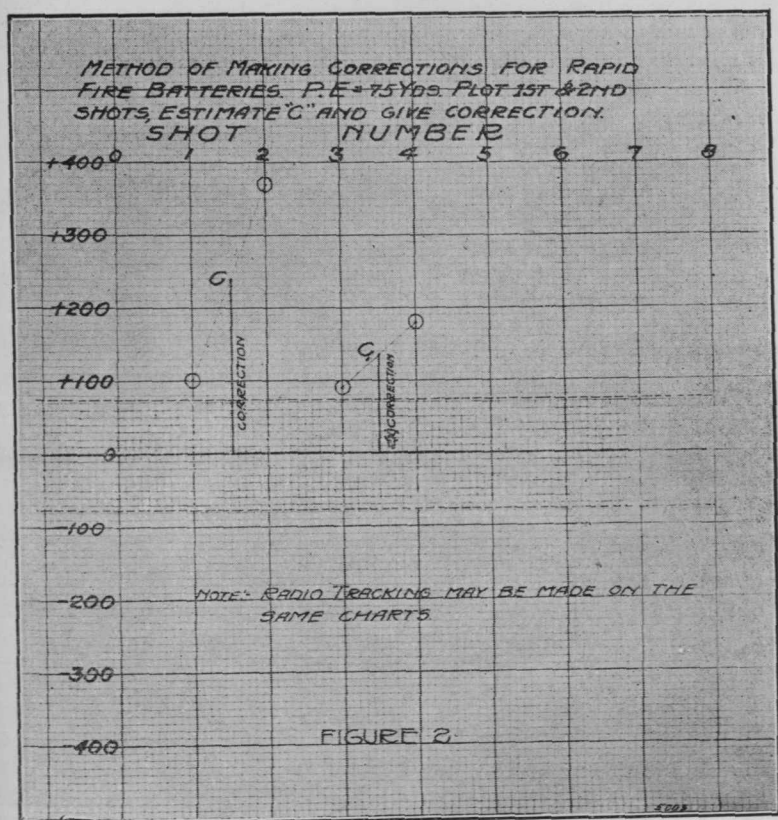 METHOD OF MAKING CORRECTIONS FOR RAPID
FIRE BATTERIES. P.E = 75 YDS. PLOT 1ST & 2ND
SHOTS, ESTIMATE "C" AND GIVE CORRECTION.
SHOT NUMBER
0 1 2 3 4 5 6 7 8
+400
+300
C
+200
C,
+100
CORRECTION
CORRECTION
0
-100
-200
NOTE:- RADIO TRACKING MAY BE MADE ON THE
SAME CHARTS.
-300
-400
FIGURE 2.